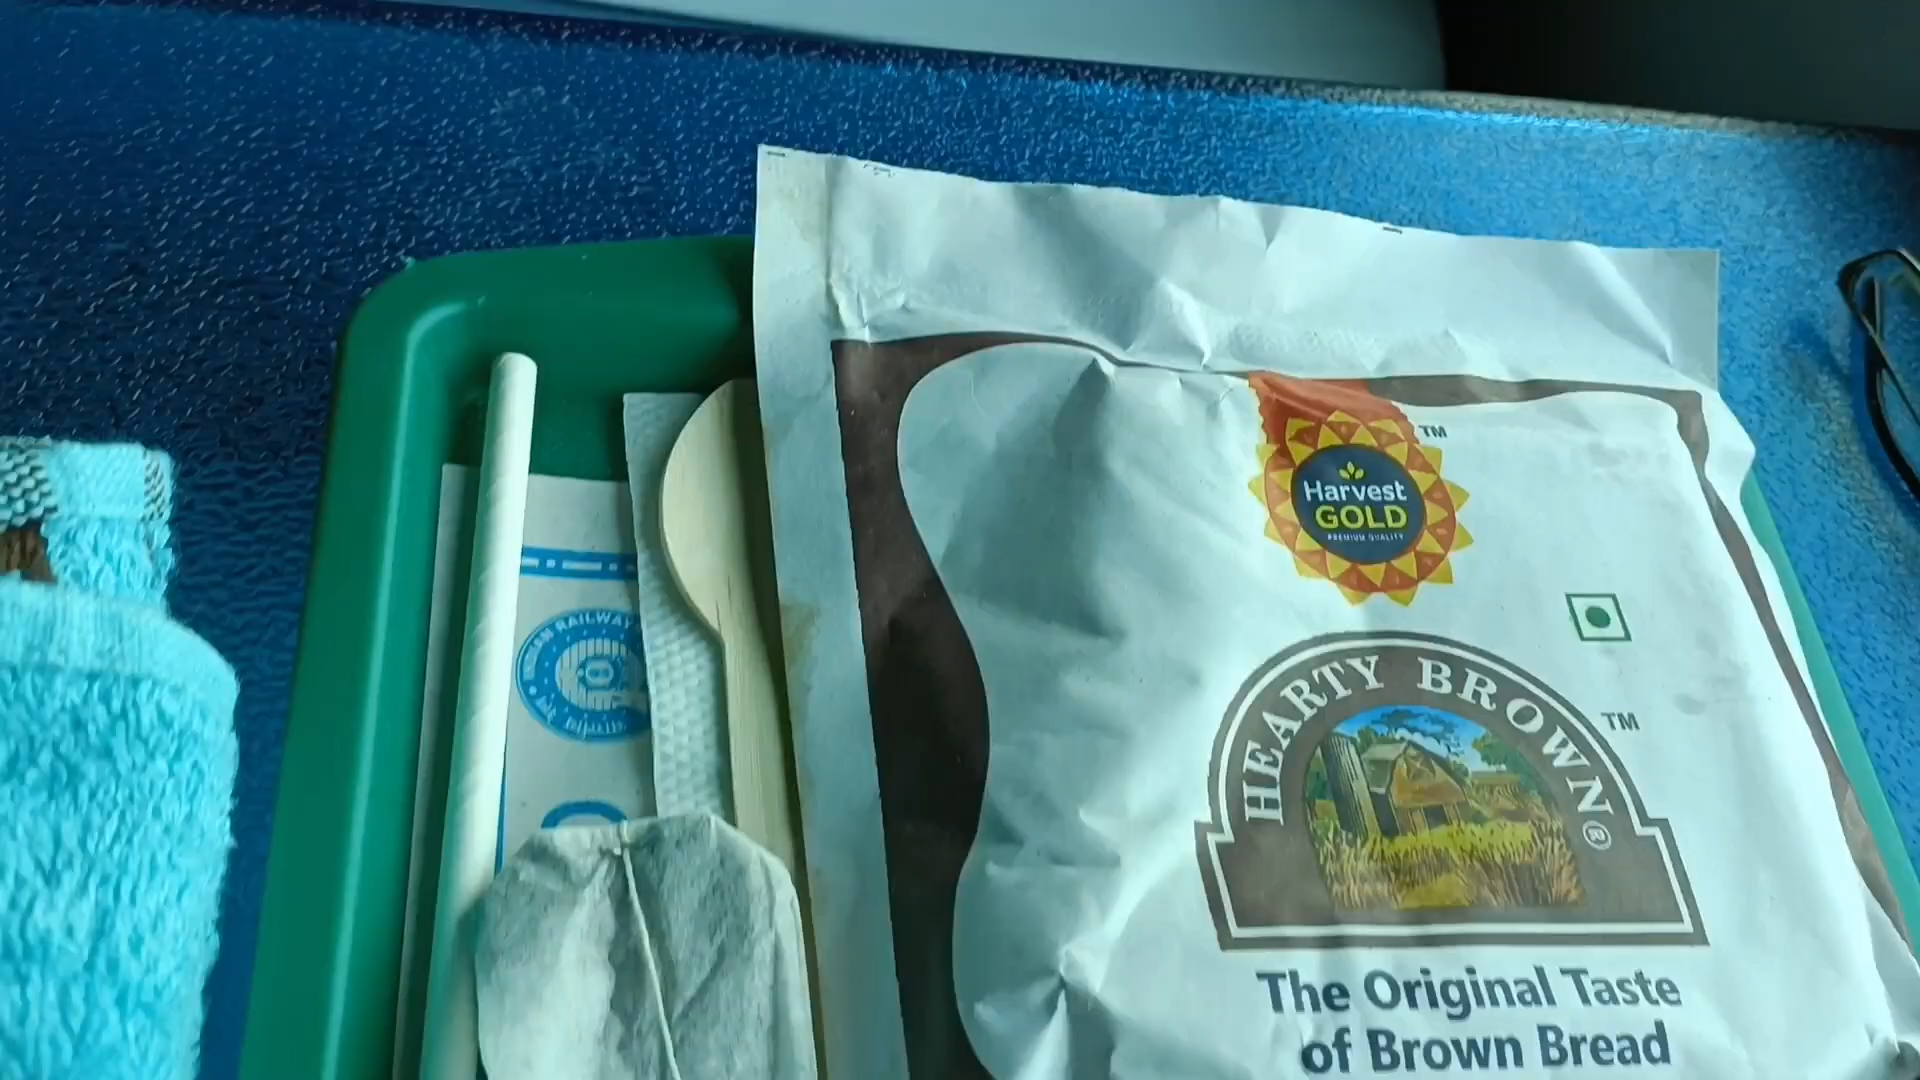 TM
Harvest
GOLD
PREMIUM QUALITY
HEARTY BROWN
TM
®
The Original Taste
of Brown Bread
RAILWAY